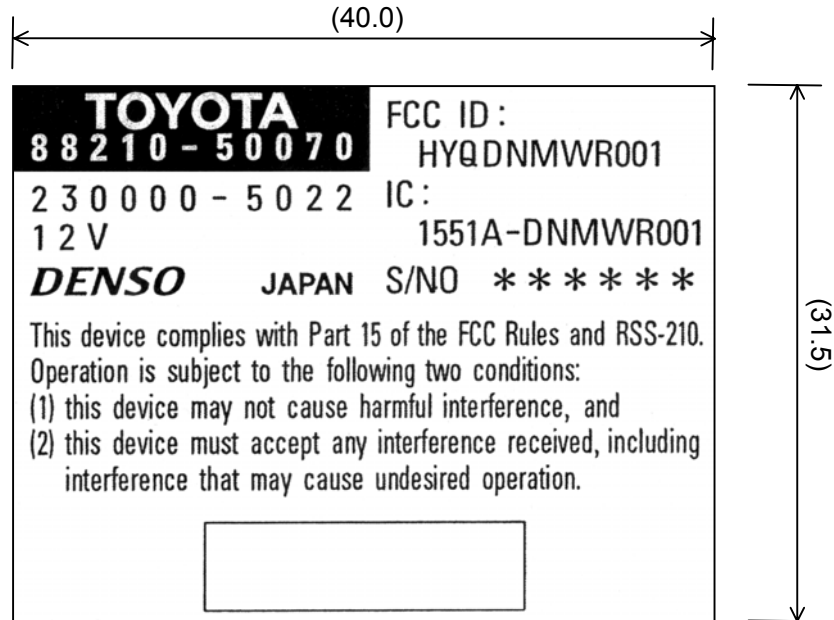 (40.0)
TOYOTA
88210-50070
FCC ID:
HYQDNMWR001
230000-5022
IC:
12V
1551A-DNMWR001
DENSO JAPAN S/NO ******
This device complies with Part 15 of the FCC Rules and RSS-210.
Operation is subject to the following two conditions:
(1) this device may not cause harmful interference, and
(2) this device must accept any interference received, including
interference that may cause undesired operation.
(31.5)